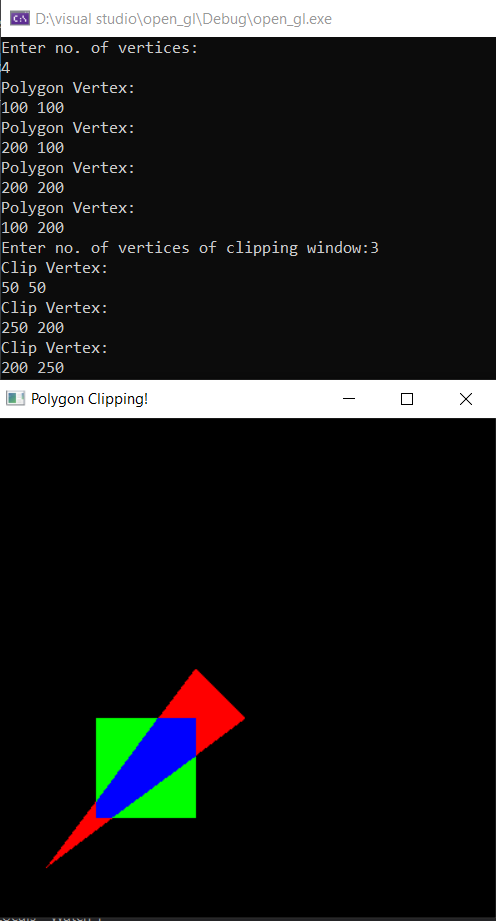 D:\visual studio\open_gl\Debug\open_gl.exe
Enter no. of vertices:
4
Polygon Vertex:
100 100
Polygon Vertex:
200 100
Polygon Vertex:
200 200
Polygon Vertex:
100 200
Enter no. of vertices of clipping window:3
Clip Vertex:
50 50
Clip Vertex:
250 200
Clip Vertex:
200 250
Polygon Clipping!